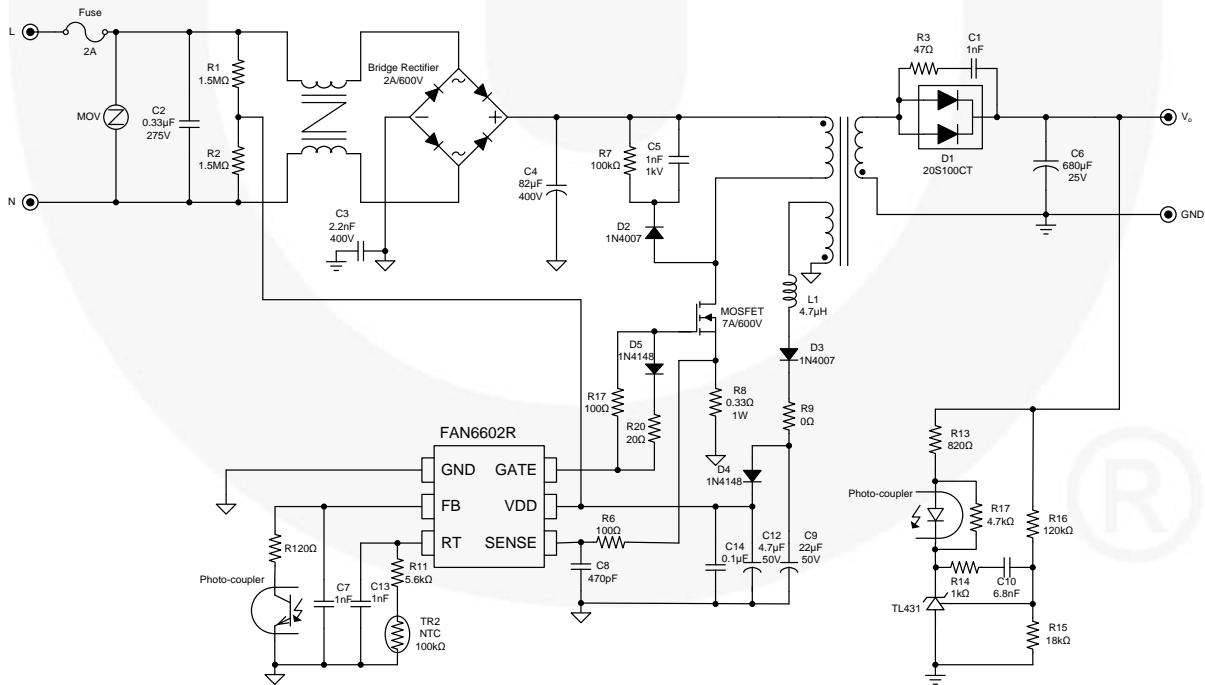 Fuse
L
2A
R1
1.5MΩ
MOV
C2
0.33µF
275V
R2
1.5MΩ
N
Bridge Rectifier
2A/600V
C3
2.2nF
400V
C4
82µF
400V
R7
100kΩ
C5
1nF
1kV
D2
1N4007
R3
47Ω
C1
1nF
D1
20S100CT
C6
680µF
25V
Vo
GND
MOSFET
7A/600V
L1
4.7µH
D3
1N4007
D5
1N4148
R17
100Ω
R20
20Ω
R8
0.33Ω
1W
R9
0Ω
D4
1N4148
FAN6602R
GND
GATE
FB
VDD
RT
SENSE
R6
100Ω
C8
470pF
C14
0.1µF
C12
4.7µF
50V
C9
22µF
50V
R120Ω
Photo-coupler
C7
1nF
C13
1nF
R11
5.6kΩ
TR2
NTC
100kΩ
R13
820Ω
Photo-coupler
R17
4.7kΩ
R16
120kΩ
R14
1kΩ
C10
6.8nF
TL431
R15
18kΩ
®